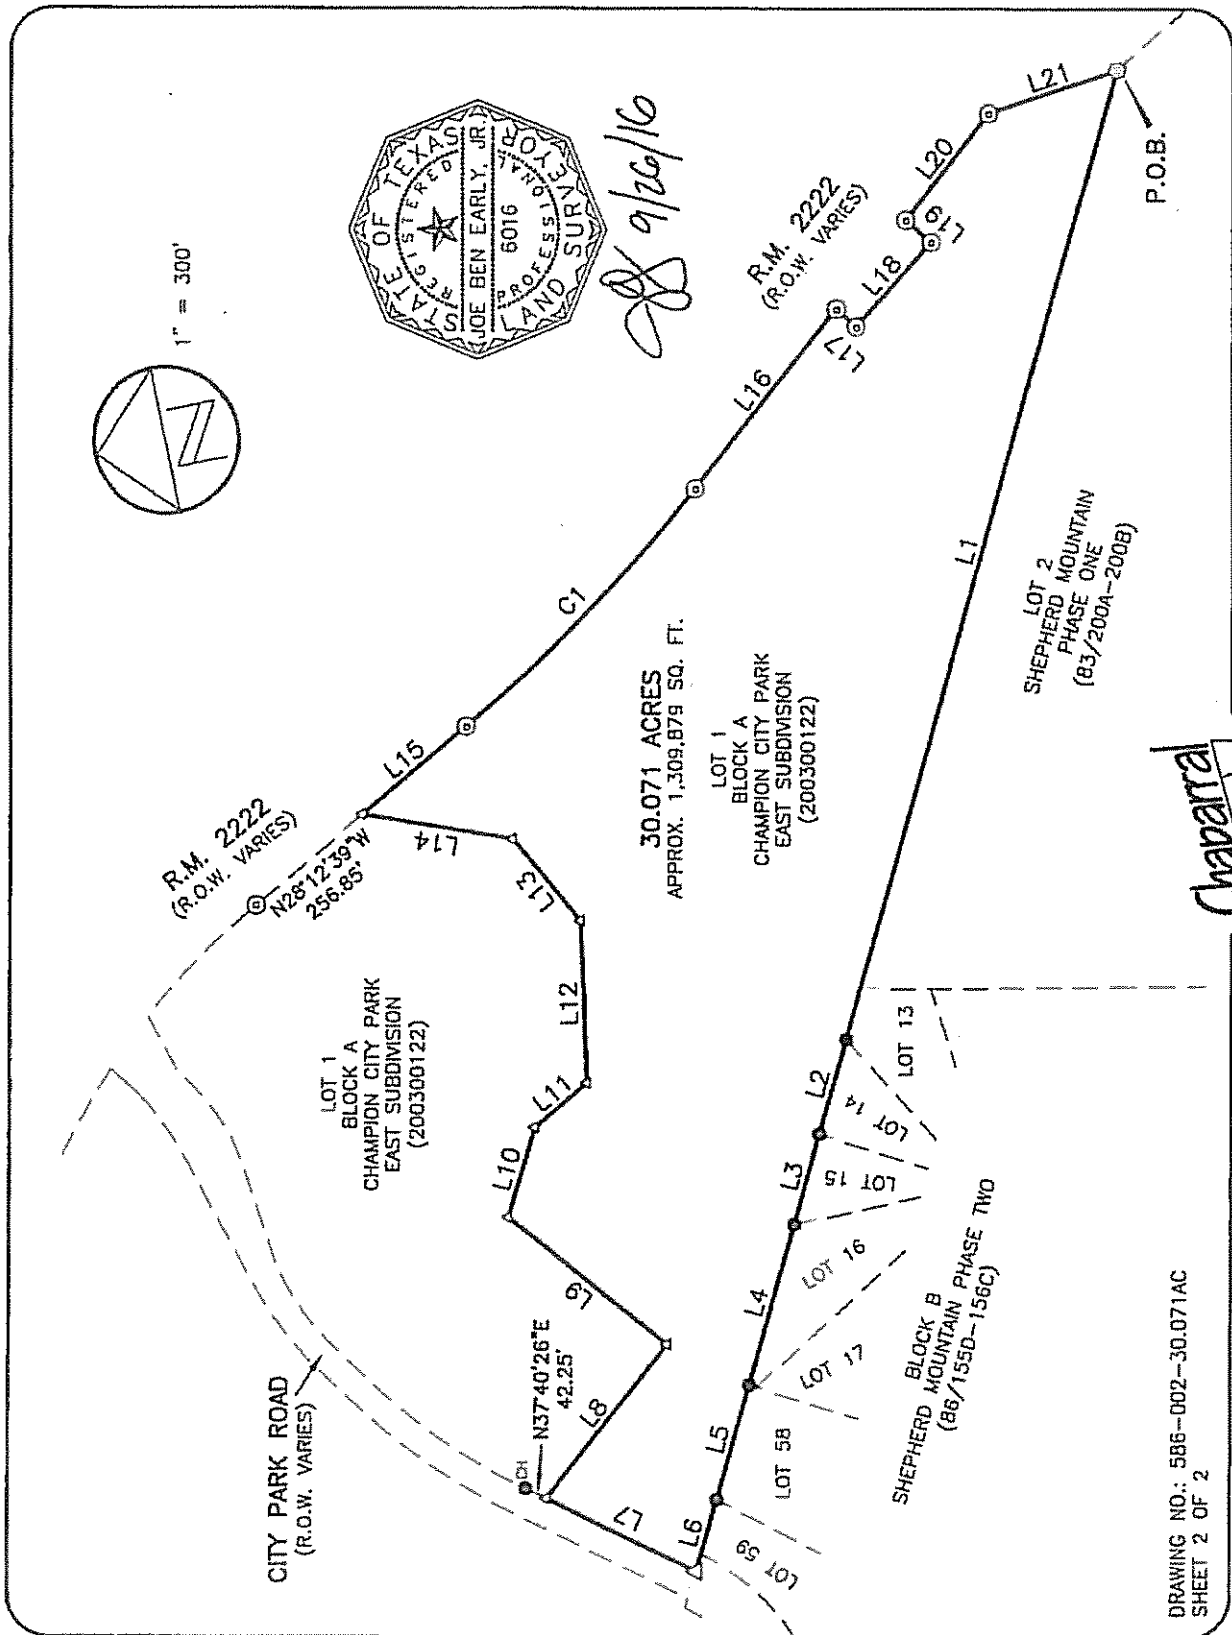 1" = 300'
N
STATE OF TEXAS
REGISTERED
JOE BEN EARLY, JR.
6016
PROFESSIONAL
LAND SURVEYOR
9/26/16
R.M. 2222
(R.O.W. VARIES)
R.M. 2222
(R.O.W. VARIES)
N28°12'39"W
256.85'
CITY PARK ROAD
(R.O.W. VARIES)
CH
N37°40'26"E
42.25'
LOT 1
BLOCK A
CHAMPION CITY PARK
EAST SUBDIVISION
(200300122)
30.071 ACRES
APPROX. 1,309,879 SQ. FT.
LOT 1
BLOCK A
CHAMPION CITY PARK
EAST SUBDIVISION
(200300122)
L7
L8
L9
L10
L11
L12
L13
L14
L15
C1
L16
L17
L18
L19
L20
L21
P.O.B.
L6
L5
L4
L3
L2
L1
LOT 59
LOT 58
LOT 17
LOT 16
LOT 15
LOT 14
LOT 13
BLOCK B
SHEPHERD MOUNTAIN PHASE TWO
(86/155D-156C)
LOT 2
SHEPHERD MOUNTAIN
PHASE ONE
(83/200A-200B)
Chaparral
DRAWING NO.: 586-002-30.071AC
SHEET 2 OF 2